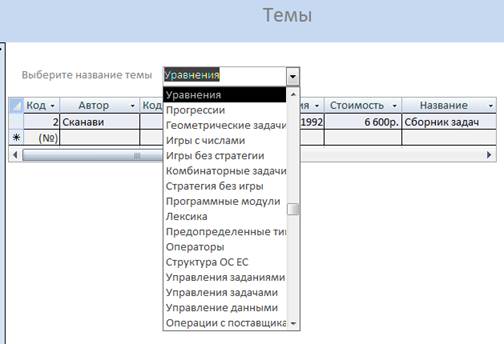 Темы
Выберите название темы Уравнения
Код Автор Код Стоимость Название
2 Сканави 1992 6 600р. Сборник задач
(№)
Уравнения
Прогрессии
Геометрические задачи
Игры с числами
Игры без стратегии
Комбинаторные задачи
Стратегия без игры
Программные модули
Лексика
Предопределенные ти
Операторы
Структура ОС ЕС
Управления заданиями
Управления задачами
Управление данными
Операции с поставщика